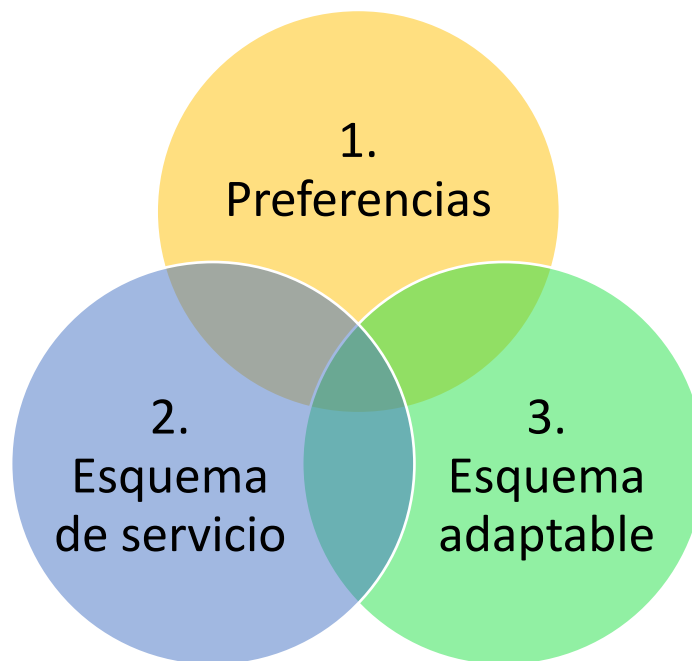 1.
Preferencias
2.
Esquema
de servicio
3.
Esquema
adaptable